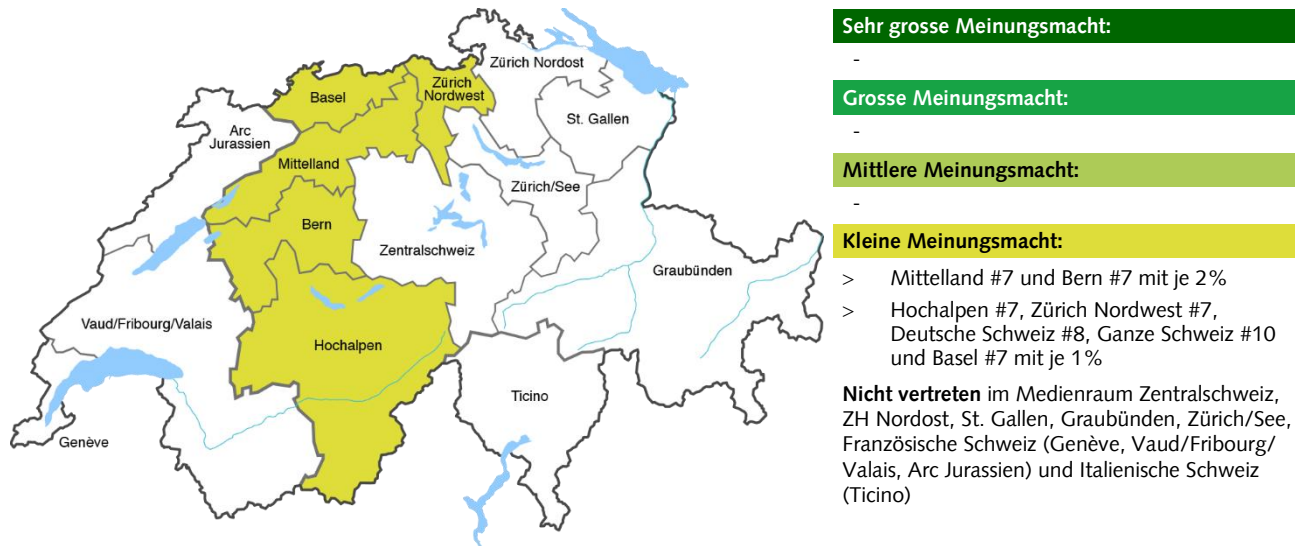 Zürich Nordost
Basel
Zürich
Nordwest
St. Gallen
Arc
Jurassien
Mittelland
Zürich/See
Bern
Zentralschweiz
Graubünden
Vaud/Fribourg/Valais
Hochalpen
Ticino
Genève
Sehr grosse Meinungsmacht:
-
Grosse Meinungsmacht:
-
Mittlere Meinungsmacht:
-
Kleine Meinungsmacht:
> Mittelland #7 und Bern #7 mit je 2%
> Hochalpen #7, Zürich Nordwest #7,
Deutsche Schweiz #8, Ganze Schweiz #10
und Basel #7 mit je 1%
Nicht vertreten im Medienraum Zentralschweiz,
ZH Nordost, St. Gallen, Graubünden, Zürich/See,
Französische Schweiz (Genève, Vaud/Fribourg/
Valais, Arc Jurassien) und Italienische Schweiz
(Ticino)